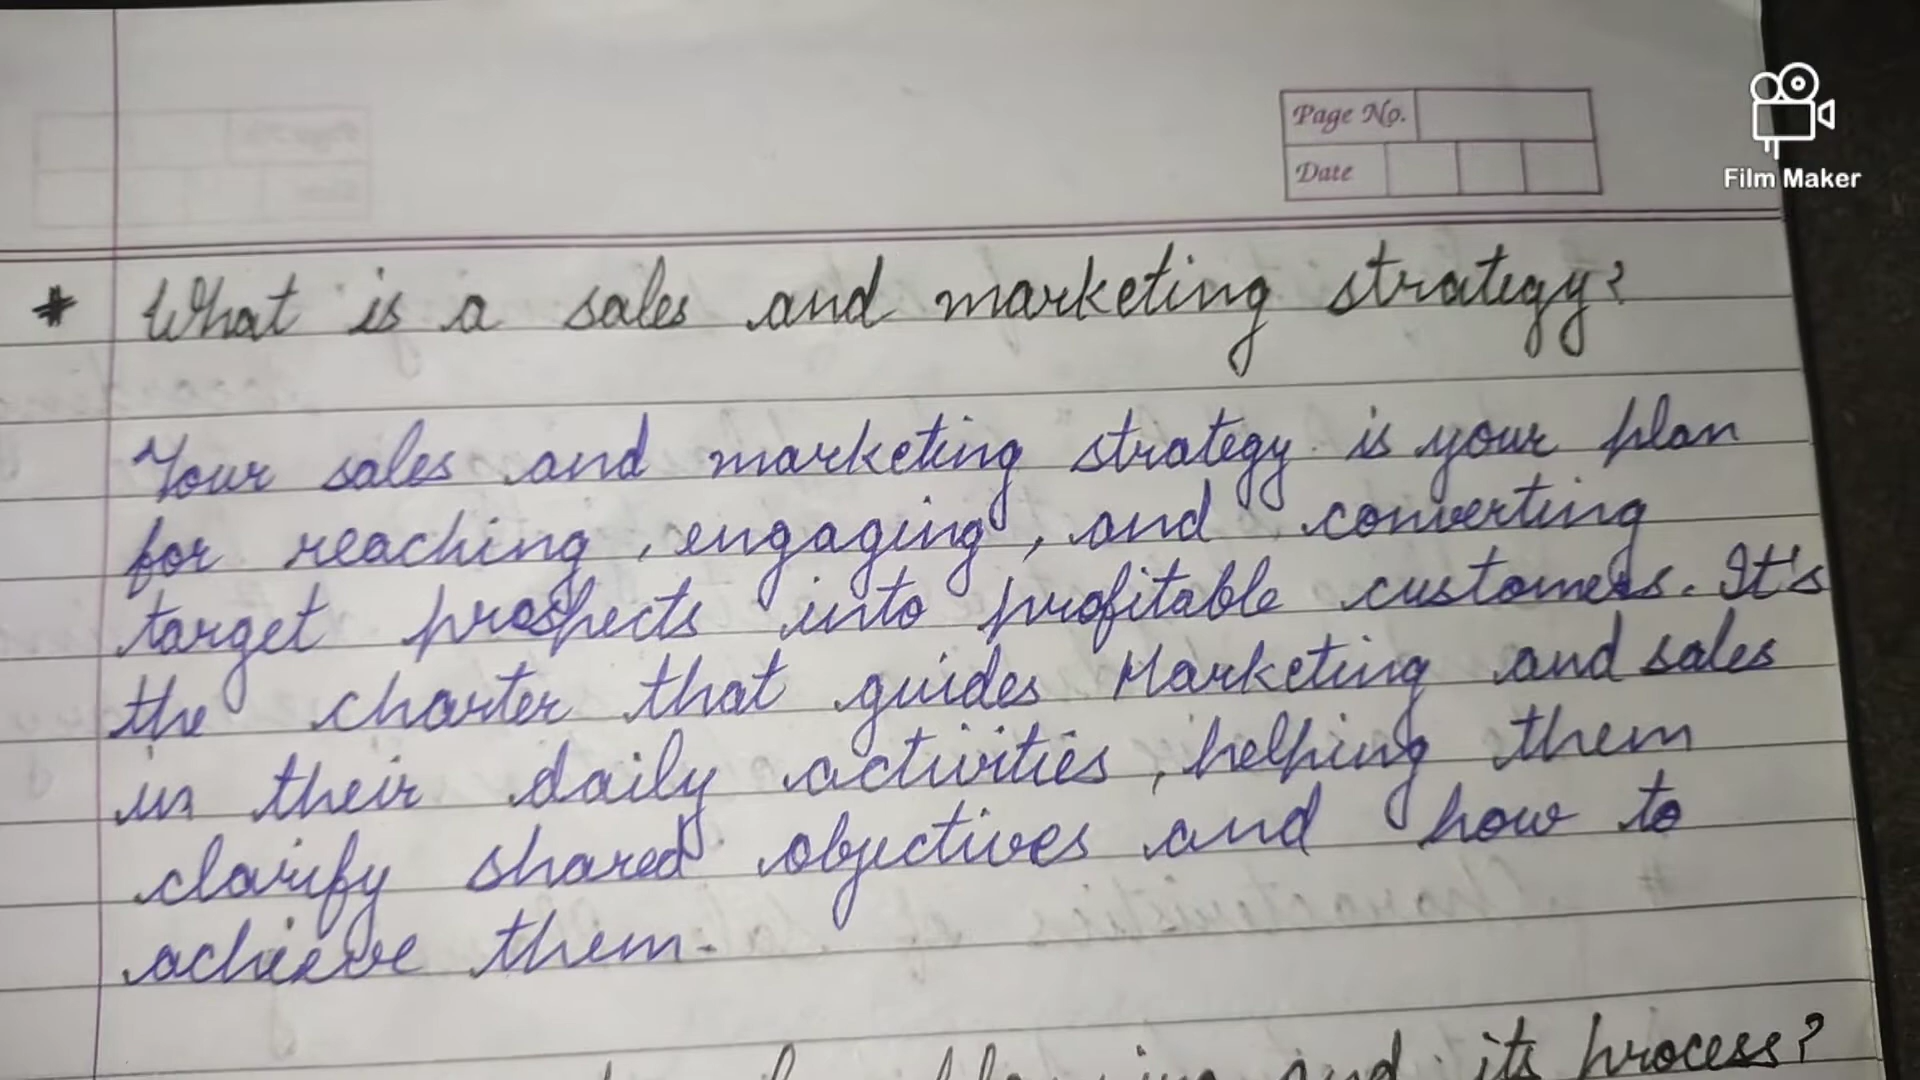 Page No.
Date
Film Maker
* What is a sales and marketing strategy?
Your sales and marketing strategy is your plan
for reaching, engaging, and converting
target prospects into profitable customers. It's
the charter that guides Marketing and sales
in their daily activities, helping them
clarify shared objectives and how to
achieve them.
and its process?